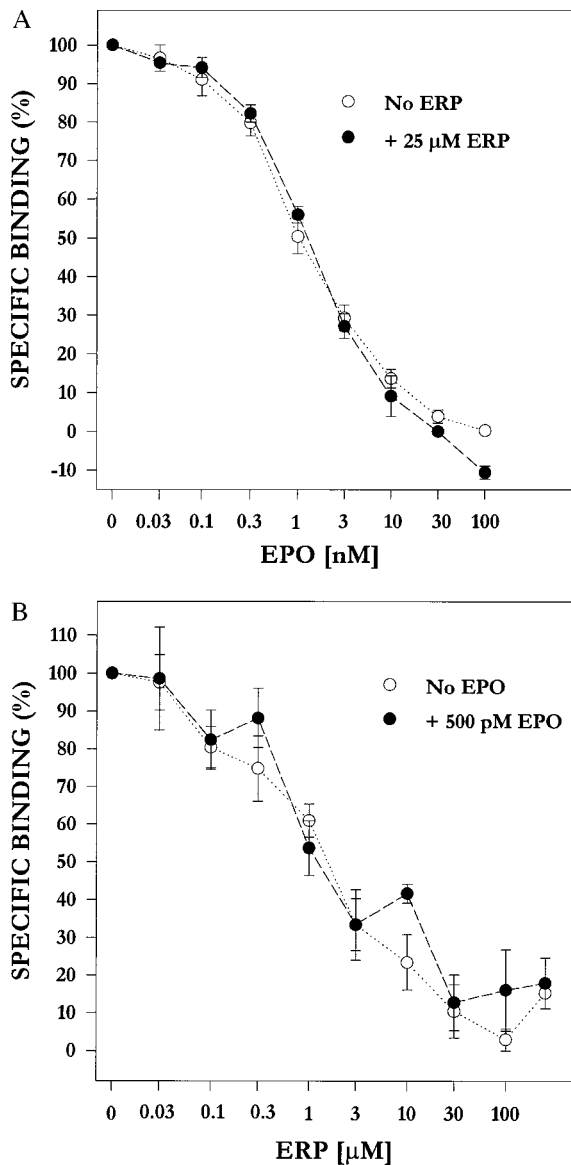 A
100
90
80
70
60
50
40
30
20
10
0
-10
SPECIFIC BINDING (%)
No ERP
+ 25 μM ERP
0 0.03 0.1 0.3 1 3 10 30 100
EPO [nM]
B
110
100
90
80
70
60
50
40
30
20
10
0
SPECIFIC BINDING (%)
No EPO
+ 500 pM EPO
0 0.03 0.1 0.3 1 3 10 30 100
ERP [μM]